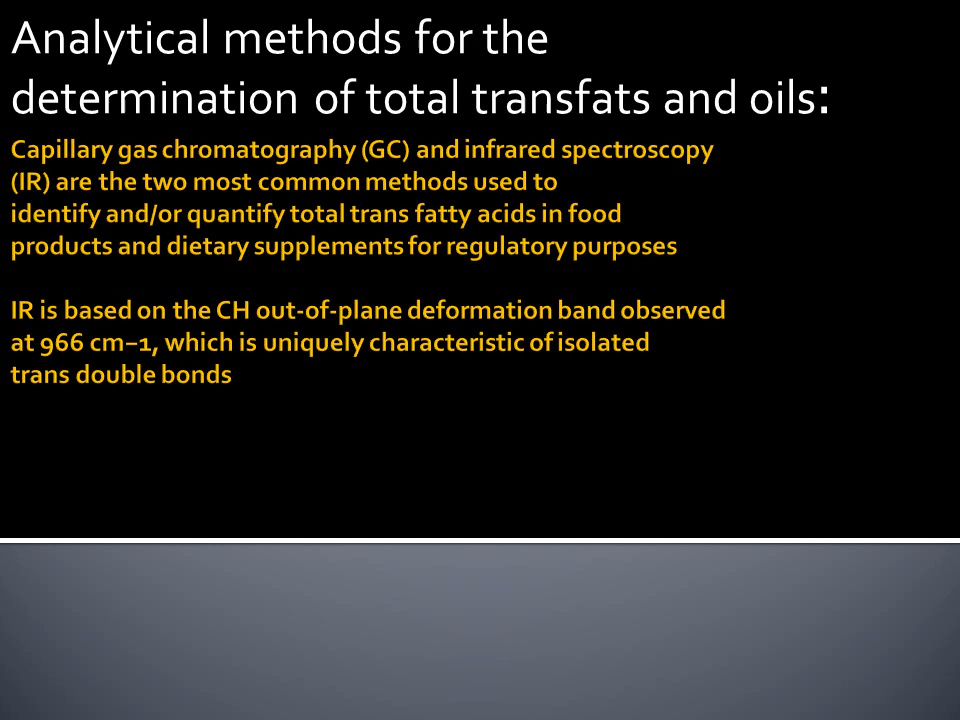 Analytical methods for the
determination of total transfats and oils:
Capillary gas chromatography (GC) and infrared spectroscopy
(IR) are the two most common methods used to
identify and/or quantify total trans fatty acids in food
products and dietary supplements for regulatory purposes
IR is based on the CH out-of-plane deformation band observed
at 966 cm−1, which is uniquely characteristic of isolated
trans double bonds